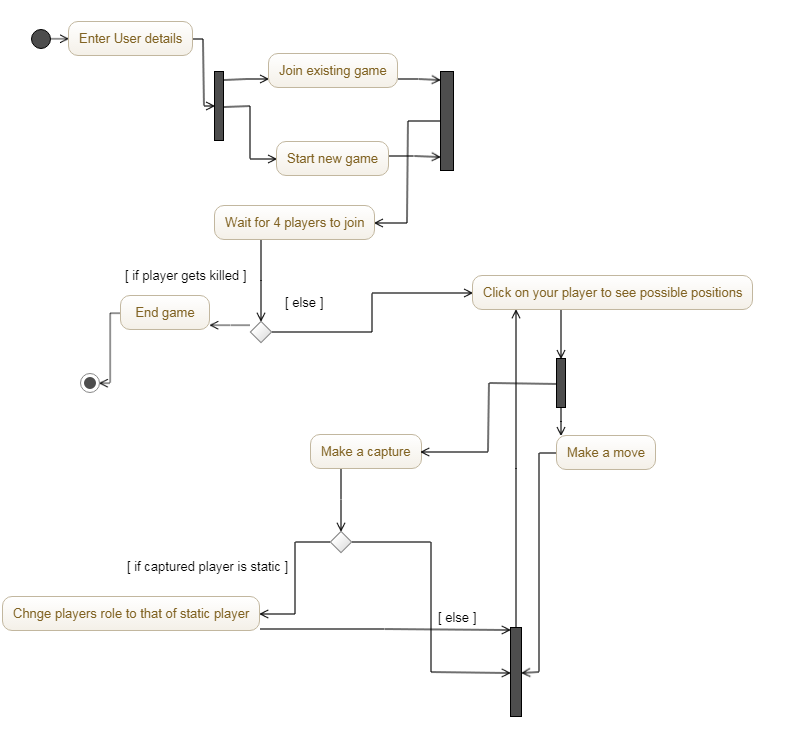 Enter User details
Join existing game
Start new game
Wait for 4 players to join
[ if player gets killed ]
[ else ]
Click on your player to see possible positions
End game
Make a capture
Make a move
[ if captured player is static ]
Chnge players role to that of static player
[ else ]